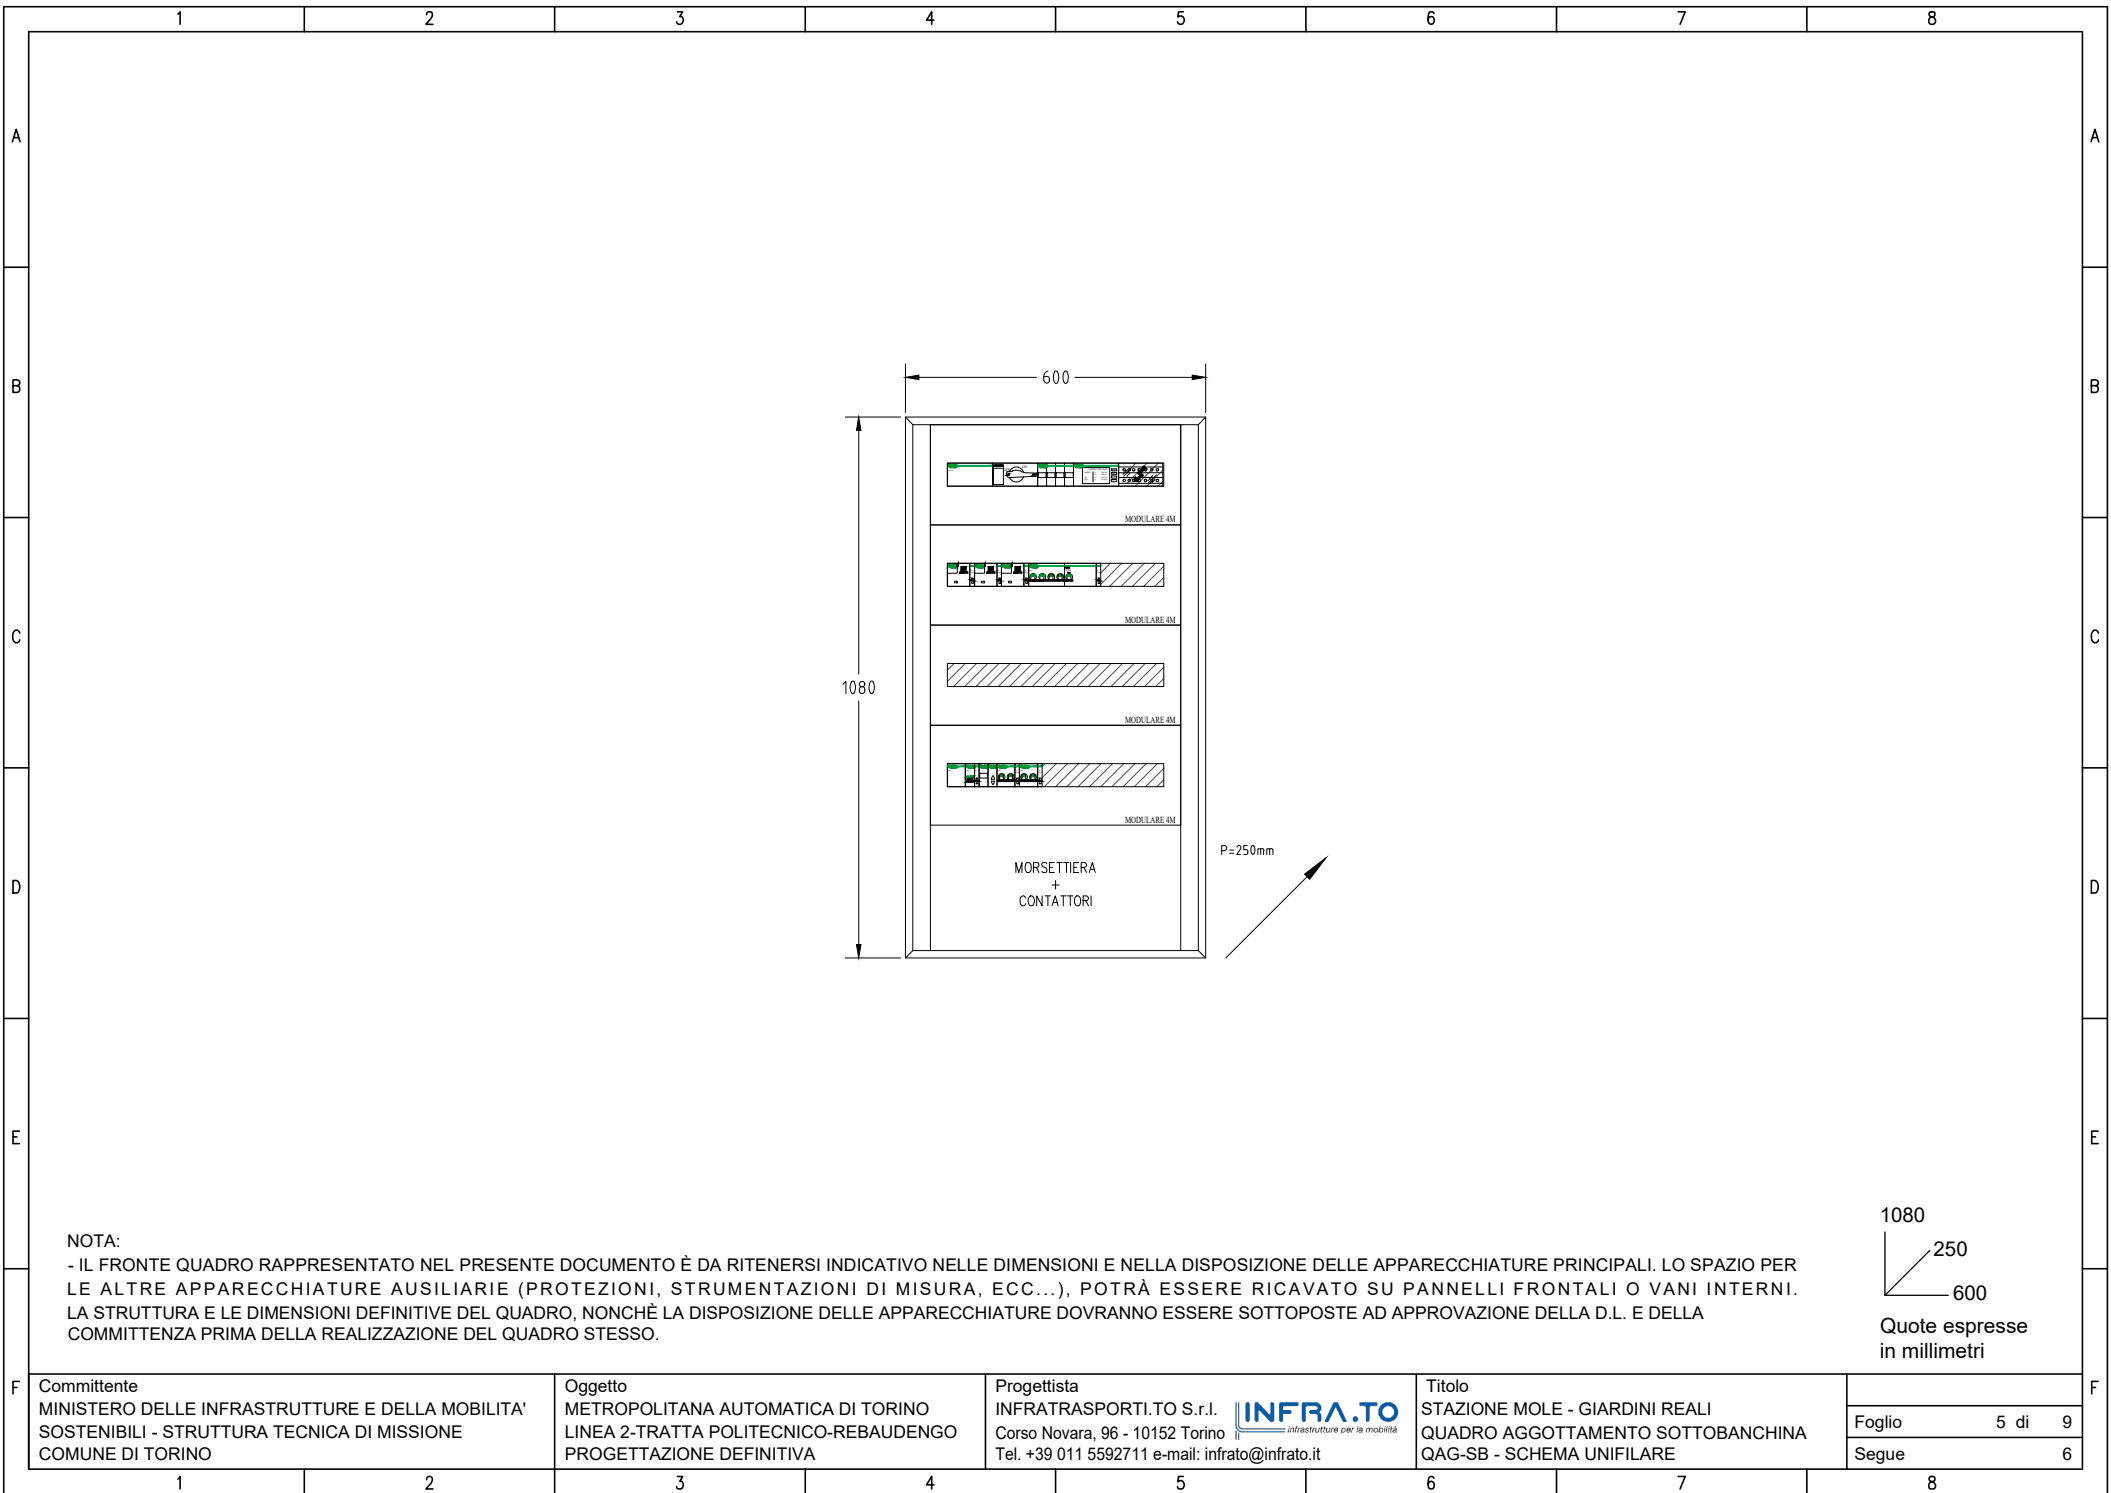 1 2 3 4 5 6 7 8
A A
B B
600
MODULARE 4M
MODULARE 4M
C C
1080
MODULARE 4M
MODULARE 4M
P=250mm
D D
MORSETTIERA
+
CONTATTORI
E E
NOTA:
- IL FRONTE QUADRO RAPPRESENTATO NEL PRESENTE DOCUMENTO È DA RITENERSI INDICATIVO NELLE DIMENSIONI E NELLA DISPOSIZIONE DELLE APPARECCHIATURE PRINCIPALI. LO SPAZIO PER
LE ALTRE APPARECCHIATURE AUSILIARIE (PROTEZIONI, STRUMENTAZIONI DI MISURA, ECC...), POTRÀ ESSERE RICAVATO SU PANNELLI FRONTALI O VANI INTERNI.
LA STRUTTURA E LE DIMENSIONI DEFINITIVE DEL QUADRO, NONCHÈ LA DISPOSIZIONE DELLE APPARECCHIATURE DOVRANNO ESSERE SOTTOPOSTE AD APPROVAZIONE DELLA D.L. E DELLA
COMMITTENZA PRIMA DELLA REALIZZAZIONE DEL QUADRO STESSO.
1080
250
600
Quote espresse
in millimetri
F F
Committente
MINISTERO DELLE INFRASTRUTTURE E DELLA MOBILITA'
SOSTENIBILI - STRUTTURA TECNICA DI MISSIONE
COMUNE DI TORINO
Oggetto
METROPOLITANA AUTOMATICA DI TORINO
LINEA 2-TRATTA POLITECNICO-REBAUDENGO
PROGETTAZIONE DEFINITIVA
Progettista
INFRATRASPORTI.TO S.r.l.
Corso Novara, 96 - 10152 Torino
Tel. +39 011 5592711 e-mail: infrato@infrato.it
INFRA.TO
infrastrutture per la mobilità
Titolo
STAZIONE MOLE - GIARDINI REALI
QUADRO AGGOTTAMENTO SOTTOBANCHINA
QAG-SB - SCHEMA UNIFILARE
Foglio 5 di 9
Segue 6
1 2 3 4 5 6 7 8